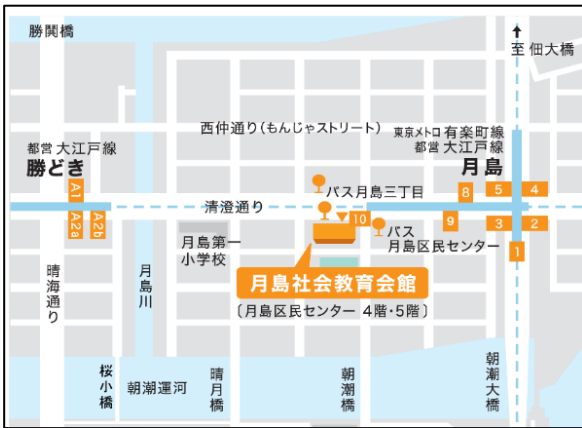 勝鬨橋
至 佃大橋
西仲通り(もんじゃストリート)
東京メトロ 有楽町線
都営 大江戸線
月島
都営 大江戸線
勝どき
A1
A2a
A2b
バス月島三丁目
清澄通り
8
5
4
10
9
3
2
1
バス
月島区民センター
月島第一
小学校
月島社会教育会館
〔月島区民センター 4階・5階〕
晴海通り
月島川
桜小橋
朝潮運河
晴月橋
朝潮橋
朝潮大橋